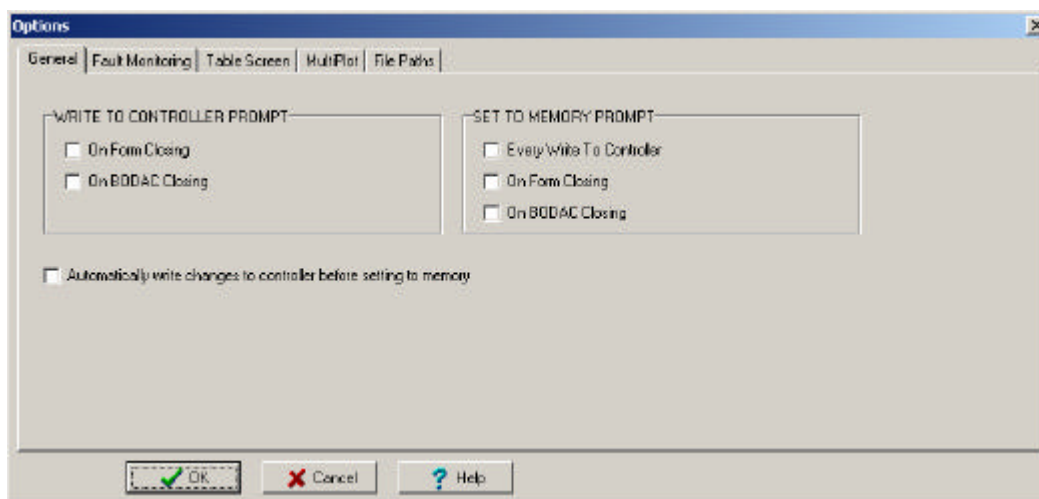 Options
General Fault Monitoring Table Screen MultiPlot File Paths
WRITE TO CONTROLLER PROMPT
On Form Closing
On BODAC Closing
SET TO MEMORY PROMPT
Every Write To Controller
On Form Closing
On BODAC Closing
Automatically write changes to controller before setting to memory
OK Cancel ? Help